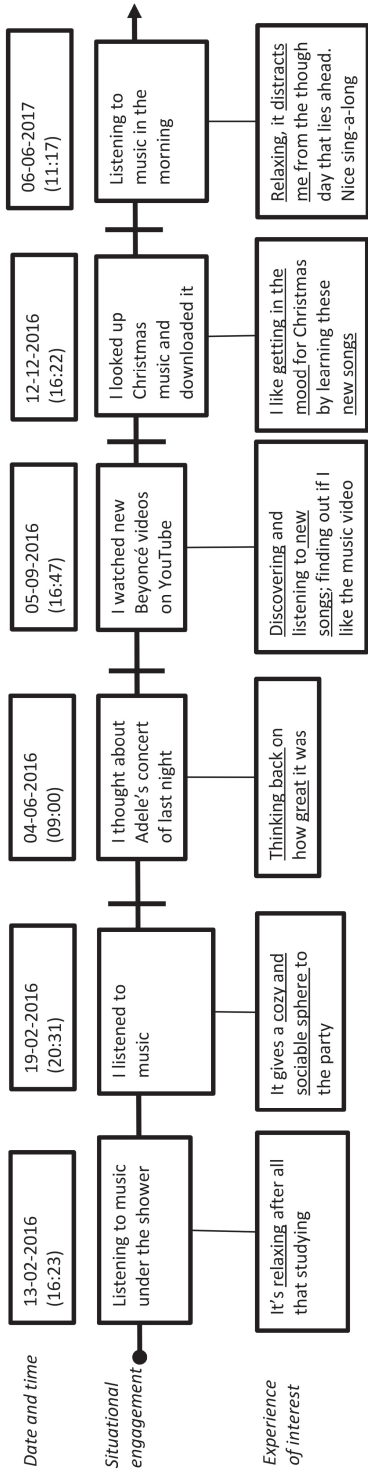 Date and time
13-02-2016
(16:23)
19-02-2016
(20:31)
04-06-2016
(09:00)
05-09-2016
(16:47)
12-12-2016
(16:22)
06-06-2017
(11:17)
Situational
engagement
Listening to music
under the shower
I listened to
music
I thought about
Adele’s concert
of last night
I watched new
Beyoncé videos
on YouTube
I looked up
Christmas
music and
downloaded it
Listening to
music in the
morning
Experience
of interest
It’s relaxing after all
that studying
It gives a cozy and
sociable sphere to
the party
Thinking back on
how great it was
Discovering and
listening to new
songs; finding out if I
like the music video
I like getting in the
mood for Christmas
by learning these
new songs
Relaxing, it distracts
me from the though
day that lies ahead.
Nice sing-a-long